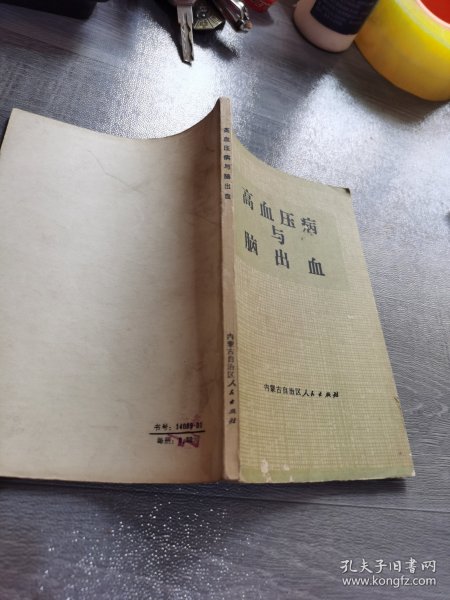 高血压病
与
脑出血
内蒙古自治区人民出版社
高血压病与脑出血
内蒙古自治区人民出版社
书号：14089·31
每册：
孔夫子旧书网
www.kongfz.com